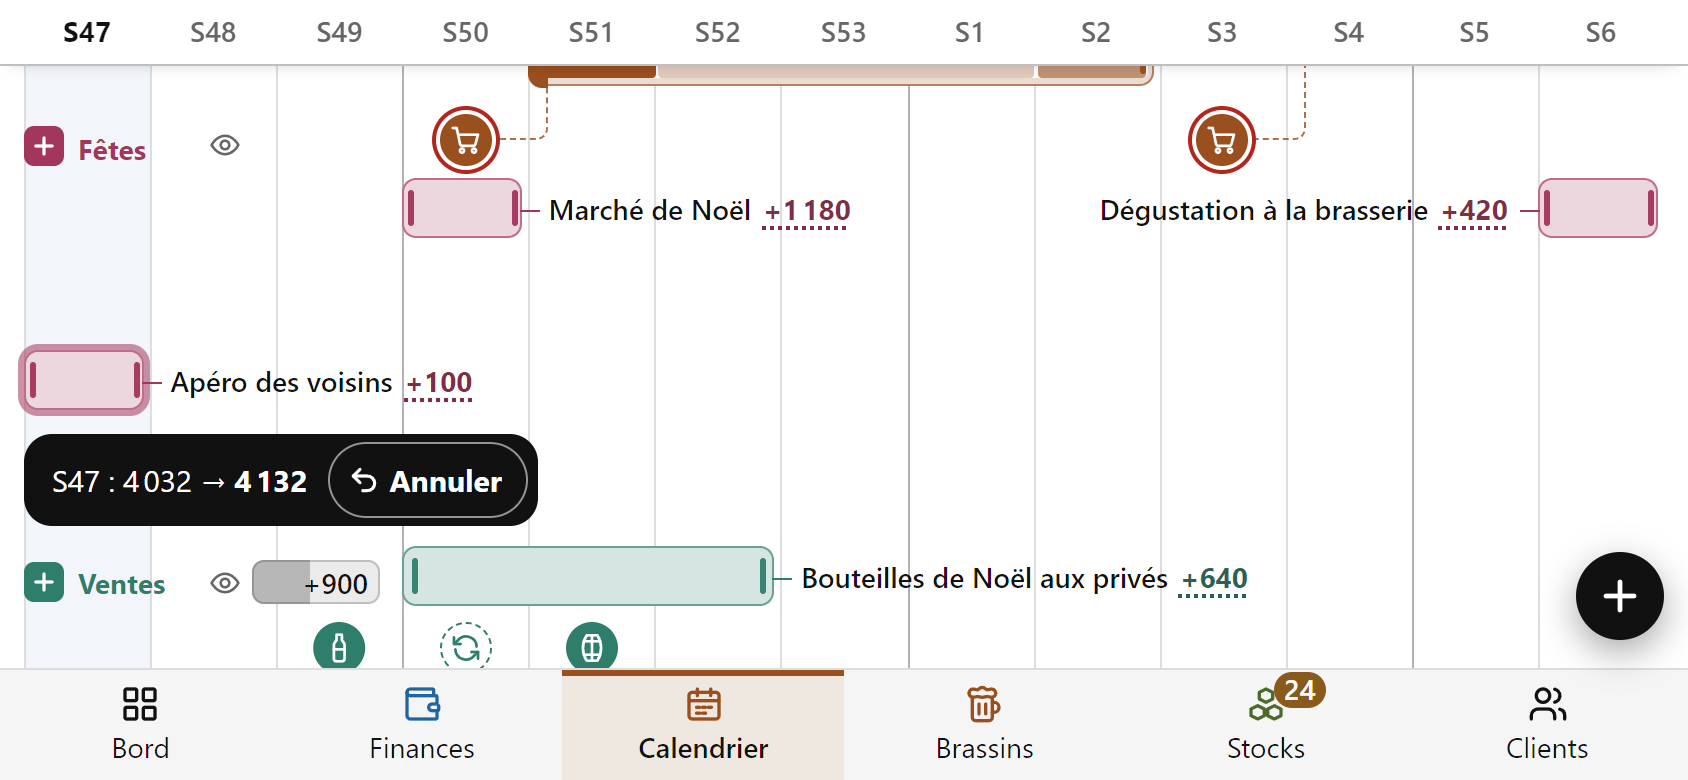 S47 S48 S49 S50 S51 S52 S53 S1 S2 S3 S4 S5 S6
Fêtes
Marché de Noël +1 180
Dégustation à la brasserie +420
Apéro des voisins +100
S47 : 4 032 → 4 132 Annuler
Ventes +900
Bouteilles de Noël aux privés +640
24
Bord Finances Calendrier Brassins Stocks Clients